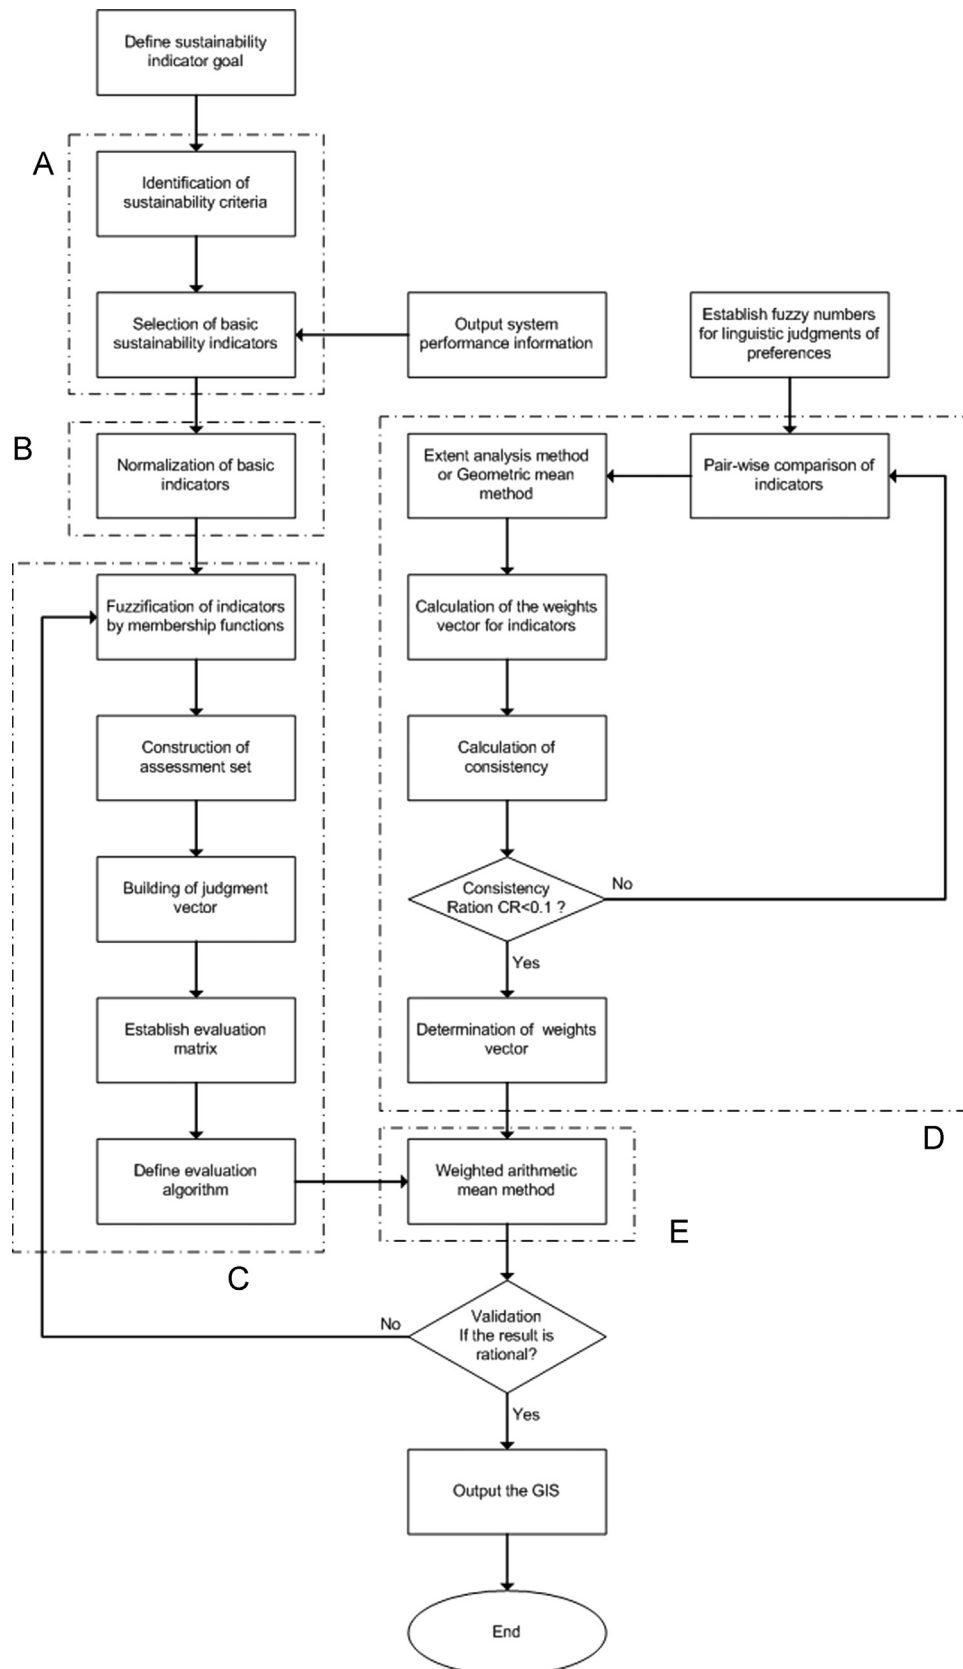 Define sustainability
indicator goal
A
Identification of
sustainability criteria
Selection of basic
sustainability indicators
Output system
performance information
Establish fuzzy numbers
for linguistic judgments of
preferences
B
Normalization of basic
indicators
Extent analysis method
or Geometric mean
method
Pair-wise comparison of
indicators
Fuzzification of indicators
by membership functions
Calculation of the weights
vector for indicators
Construction of
assessment set
Calculation of
consistency
Building of judgment
vector
Consistency
Ration CR<0.1 ?
No
Yes
Establish evaluation
matrix
Determination of weights
vector
D
Define evaluation
algorithm
Weighted arithmetic
mean method
E
C
Validation
If the result is
rational?
No
Yes
Output the GIS
End